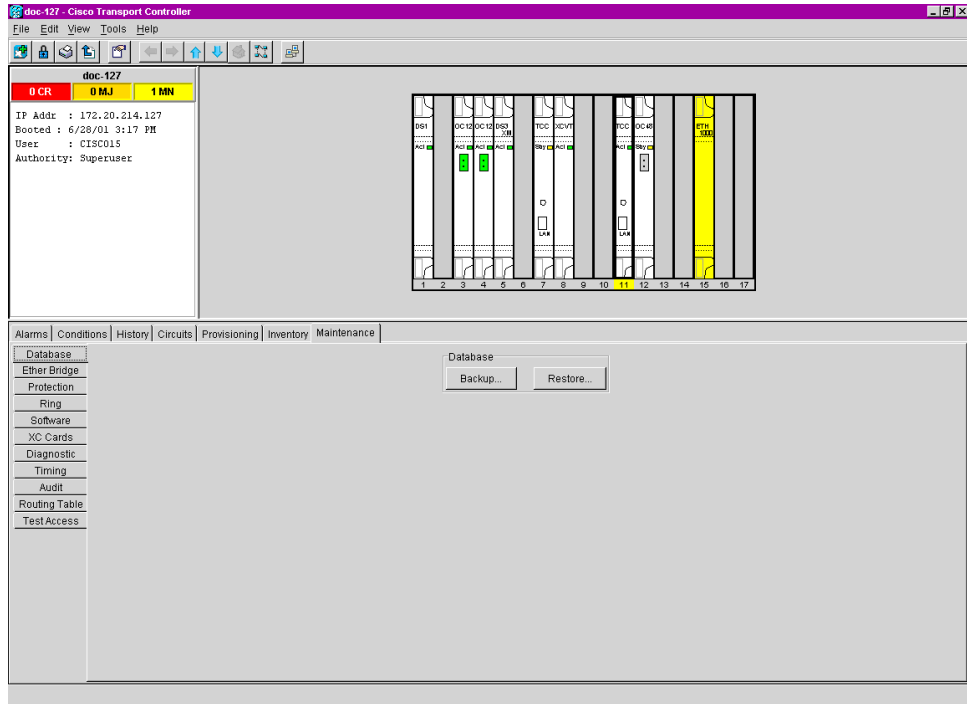 doc-127 - Cisco Transport Controller
File Edit View Tools Help
doc-127
0 CR 0 MJ 1 MN
IP Addr : 172.20.214.127
Booted : 6/28/01 3:17 PM
User : CISCO15
Authority: Superuser
DS1 OC12 OC12 DS3 XM TCC XCVT TCC OC48 ETH 1000
Act Act Act Act Sby Act Act Sby
LAN LAN
1 2 3 4 5 6 7 8 9 10 11 12 13 14 15 16 17
Alarms Conditions History Circuits Provisioning Inventory Maintenance
Database
Ether Bridge
Protection
Ring
Software
XC Cards
Diagnostic
Timing
Audit
Routing Table
Test Access
Database
Backup... Restore...